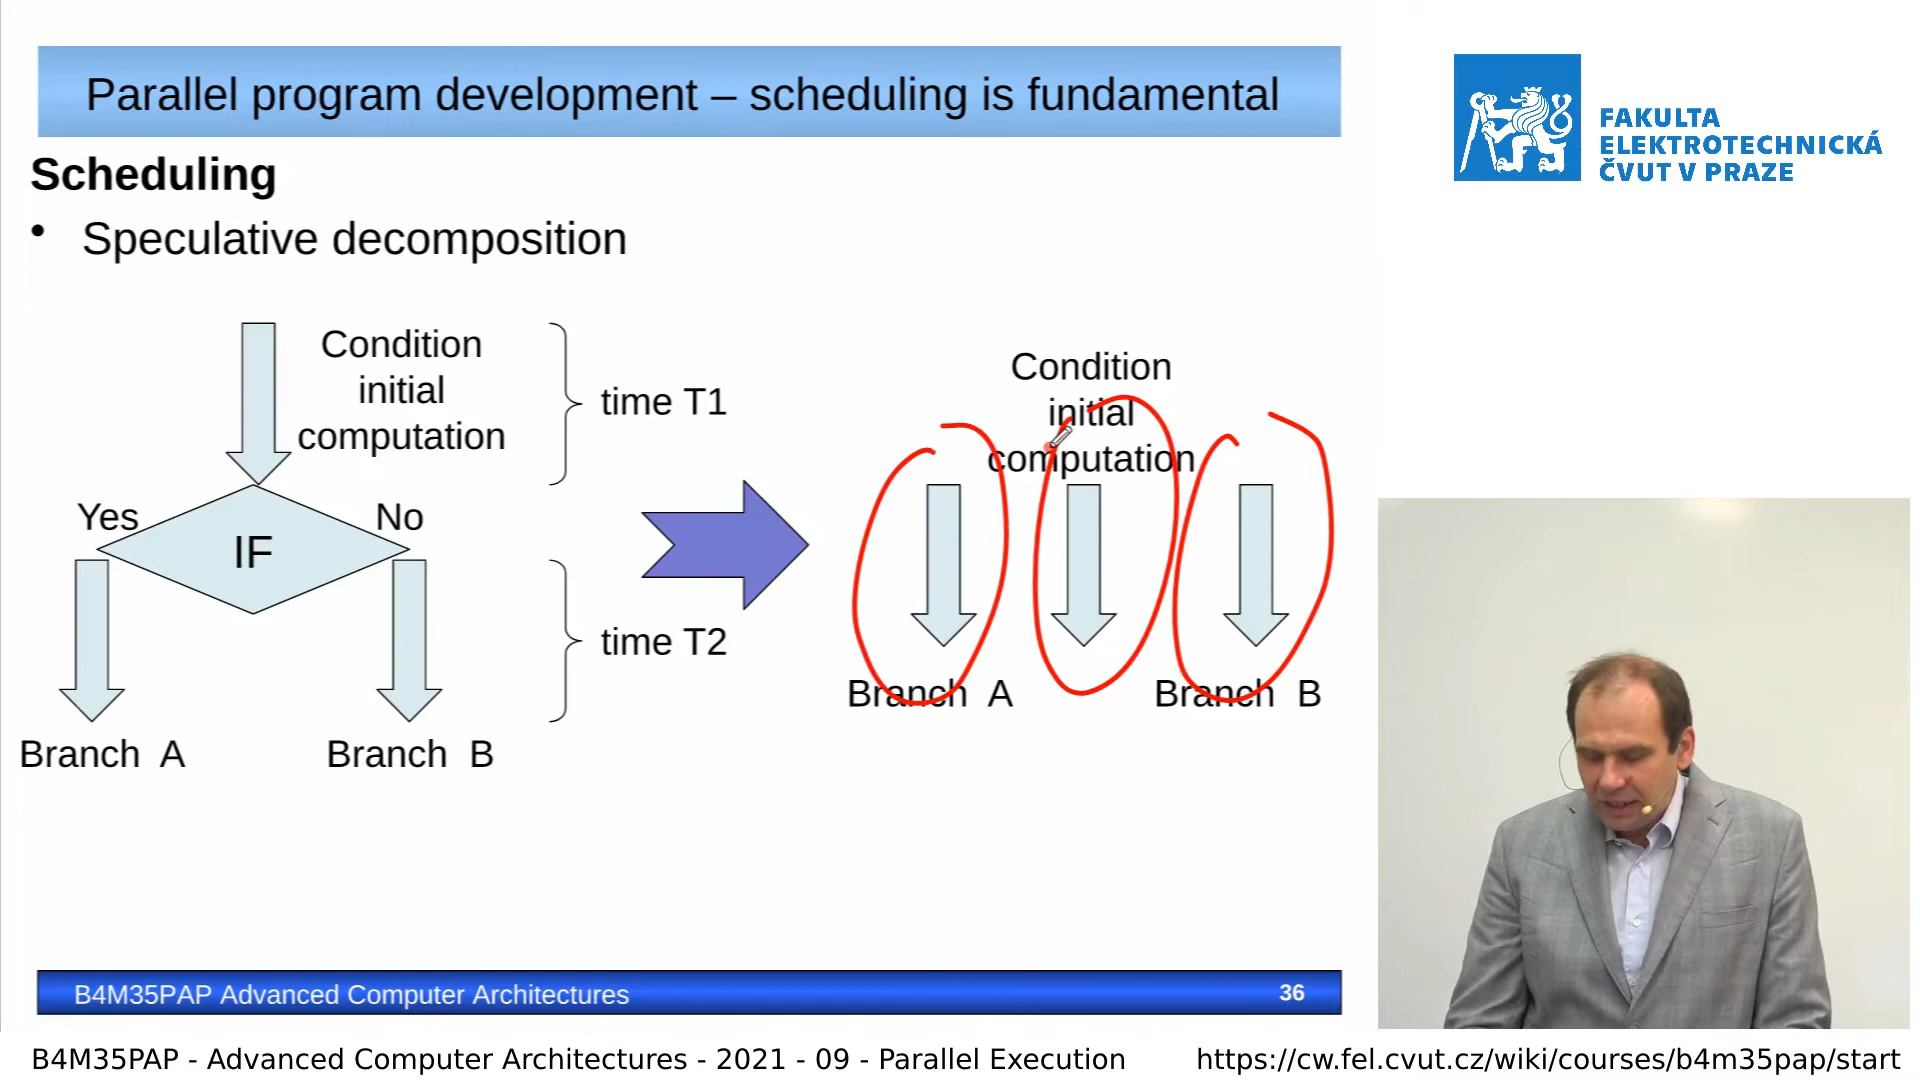 Parallel program development – scheduling is fundamental
FAKULTA
ELEKTROTECHNICKÁ
ČVUT V PRAZE
Scheduling
• Speculative decomposition
Condition
initial
computation
time T1
Yes
No
IF
time T2
Branch A
Branch B
Condition
initial
computation
Branch A
Branch B
B4M35PAP Advanced Computer Architectures
36
B4M35PAP - Advanced Computer Architectures - 2021 - 09 - Parallel Execution
https://cw.fel.cvut.cz/wiki/courses/b4m35pap/start